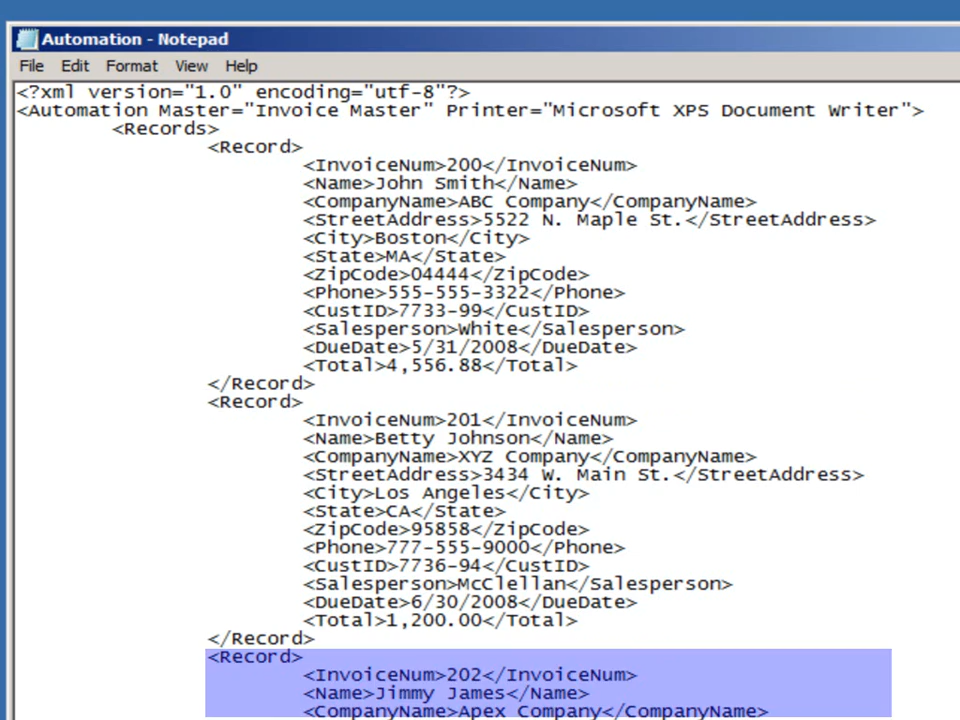 Automation - Notepad
File Edit Format View Help
<?xml version="1.0" encoding="utf-8"?>
<Automation Master="Invoice Master" Printer="Microsoft XPS Document Writer">
<Records>
<Record>
<InvoiceNum>200</InvoiceNum>
<Name>John Smith</Name>
<CompanyName>ABC Company</CompanyName>
<StreetAddress>5522 N. Maple St.</StreetAddress>
<City>Boston</City>
<State>MA</State>
<ZipCode>04444</ZipCode>
<Phone>555-555-3322</Phone>
<CustID>7733-99</CustID>
<Salesperson>White</Salesperson>
<DueDate>5/31/2008</DueDate>
<Total>4,556.88</Total>
</Record>
<Record>
<InvoiceNum>201</InvoiceNum>
<Name>Betty Johnson</Name>
<CompanyName>XYZ Company</CompanyName>
<StreetAddress>3434 W. Main St.</StreetAddress>
<City>Los Angeles</City>
<State>CA</State>
<ZipCode>95858</ZipCode>
<Phone>777-555-9000</Phone>
<CustID>7736-94</CustID>
<Salesperson>McClellan</Salesperson>
<DueDate>6/30/2008</DueDate>
<Total>1,200.00</Total>
</Record>
<Record>
<InvoiceNum>202</InvoiceNum>
<Name>Jimmy James</Name>
<CompanyName>Apex Company</CompanyName>